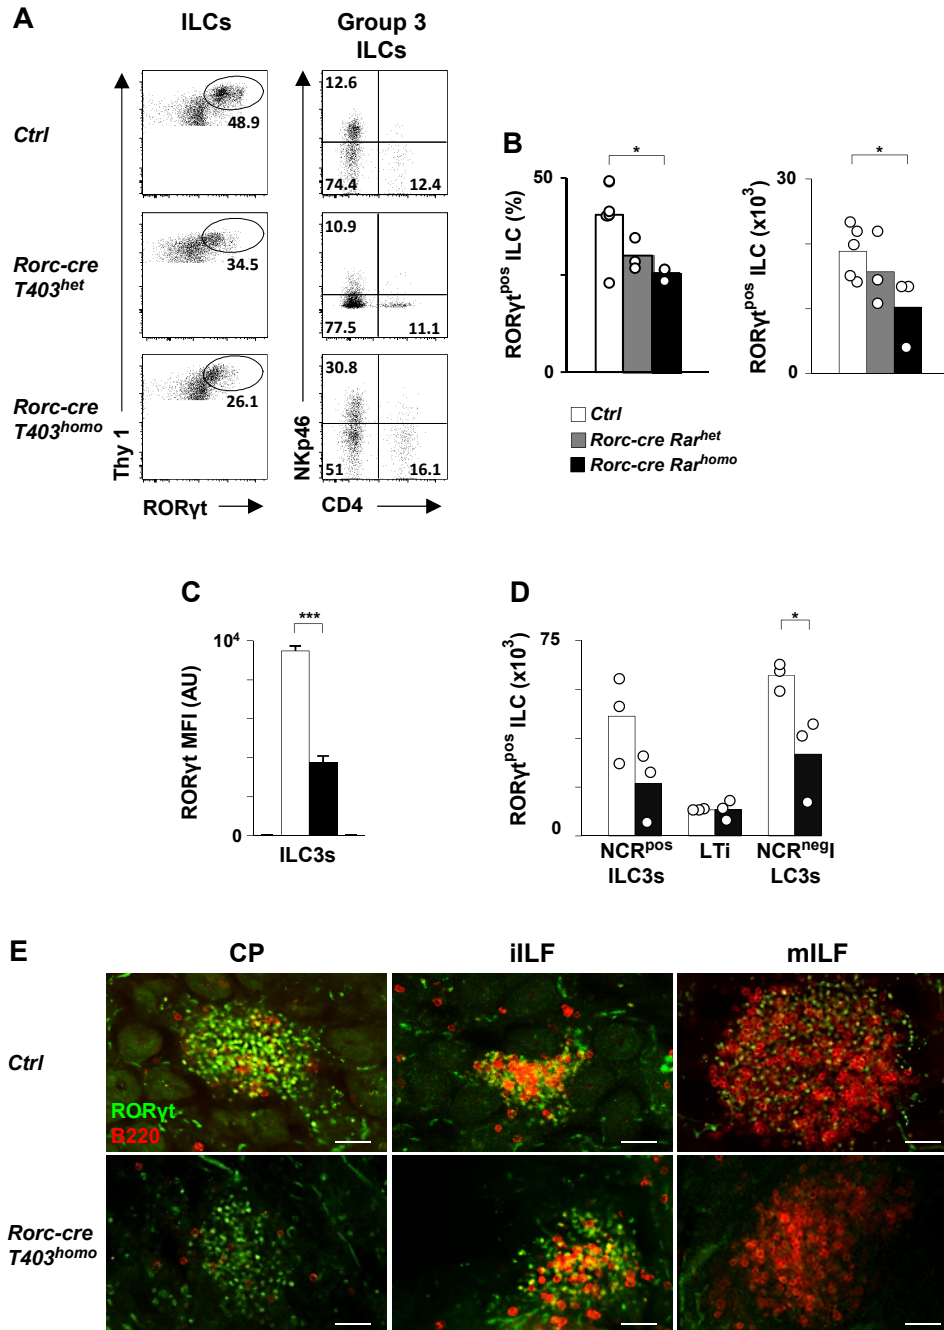 A
ILCs
Group 3
ILCs
Ctrl
48.9
12.6
74.4
12.4
Rorc-cre
T403het
34.5
10.9
77.5
11.1
Rorc-cre
T403homo
26.1
30.8
51
16.1
Thy 1
NKp46
RORγt
CD4
B
RORγtpos ILC (%)
50
0
*
RORγtpos ILC (x103)
30
0
*
Ctrl
Rorc-cre Rarhet
Rorc-cre Rarhomo
C
RORγt MFI (AU)
104
0
***
ILC3s
D
RORγtpos ILC (x103)
75
0
*
NCRpos
ILC3s
LTi
NCRnegI
LC3s
E
CP
iILF
mILF
Ctrl
RORγt
B220
Rorc-cre
T403homo